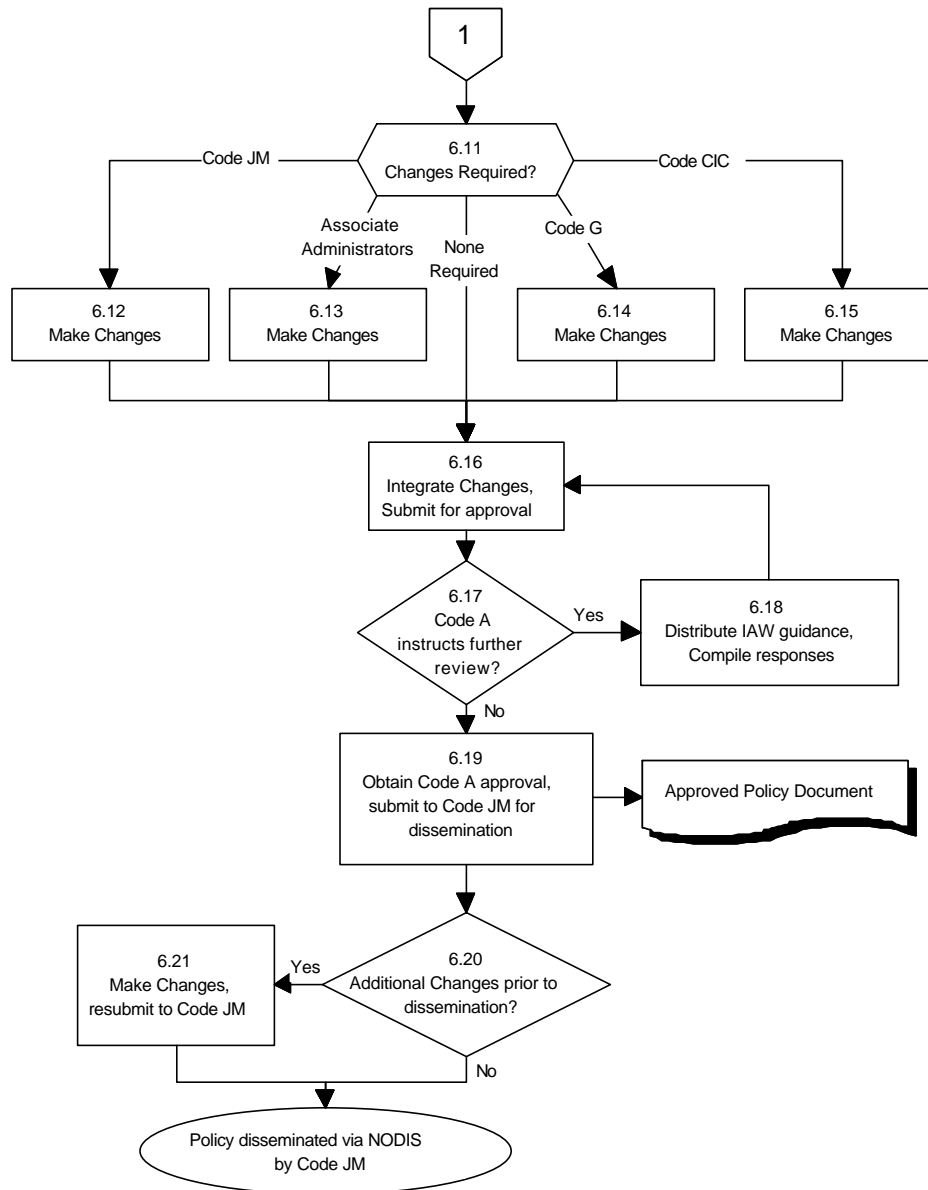 1
6.11
Changes Required?
Code JM
Code CIC
Associate
Administrators
None
Required
Code G
6.12
Make Changes
6.13
Make Changes
6.14
Make Changes
6.15
Make Changes
6.16
Integrate Changes,
Submit for approval
6.17
Code A
instructs further
review?
Yes
6.18
Distribute IAW guidance,
Compile responses
No
6.19
Obtain Code A approval,
submit to Code JM for
dissemination
Approved Policy Document
6.20
Additional Changes prior to
dissemination?
Yes
6.21
Make Changes,
resubmit to Code JM
No
Policy disseminated via NODIS
by Code JM